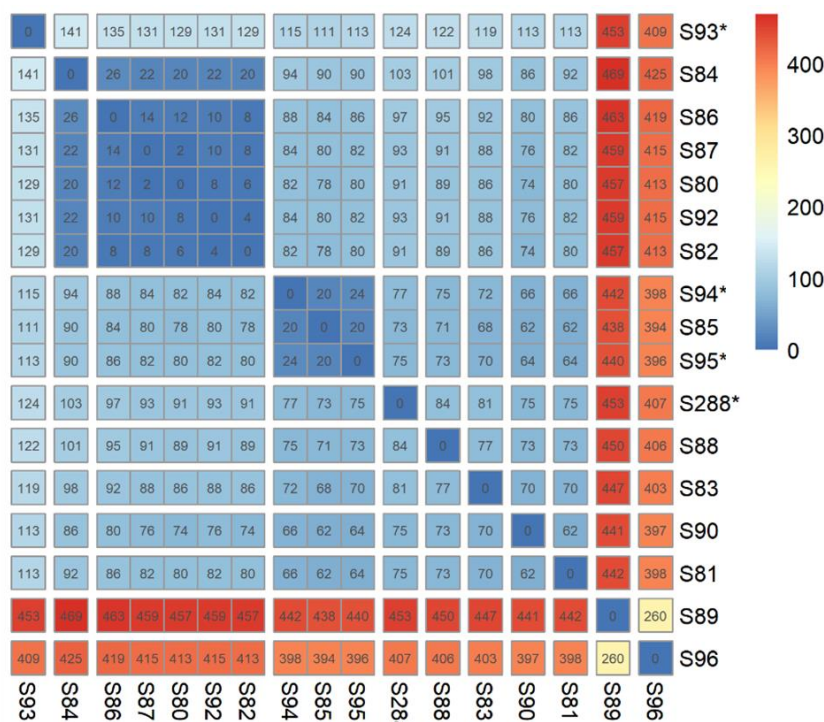 0 141 135 131 129 131 129 115 111 113 124 122 119 113 113 453 409 S93*
141 0 26 22 20 22 20 94 90 90 103 101 98 86 92 469 425 S84
135 26 0 14 12 10 8 88 84 86 97 95 92 80 86 463 419 S86
131 22 14 0 2 10 8 84 80 82 93 91 88 76 82 459 415 S87
129 20 12 2 0 8 6 82 78 80 91 89 86 74 80 457 413 S80
131 22 10 10 8 0 4 84 80 82 93 91 88 76 82 459 415 S92
129 20 8 8 6 4 0 82 78 80 91 89 86 74 80 457 413 S82
115 94 88 84 82 84 82 0 20 24 77 75 72 66 66 442 398 S94*
111 90 84 80 78 80 78 20 0 20 73 71 68 62 62 438 394 S85
113 90 86 82 80 82 80 24 20 0 75 73 70 64 64 440 396 S95*
124 103 97 93 91 93 91 77 73 75 0 84 81 75 75 453 407 S288*
122 101 95 91 89 91 89 75 71 73 84 0 77 73 73 450 406 S88
119 98 92 88 86 88 86 72 68 70 81 77 0 70 70 447 403 S83
113 86 80 76 74 76 74 66 62 64 75 73 70 0 62 441 397 S90
113 92 86 82 80 82 80 66 62 64 75 73 70 62 0 442 398 S81
453 469 463 459 457 459 457 442 438 440 453 450 447 441 442 0 260 S89
409 425 419 415 413 415 413 398 394 396 407 406 403 397 398 260 0 S96
S93 S84 S86 S87 S80 S92 S82 S94 S85 S95 S28 S88 S83 S90 S81 S89 S96
400
300
200
100
0